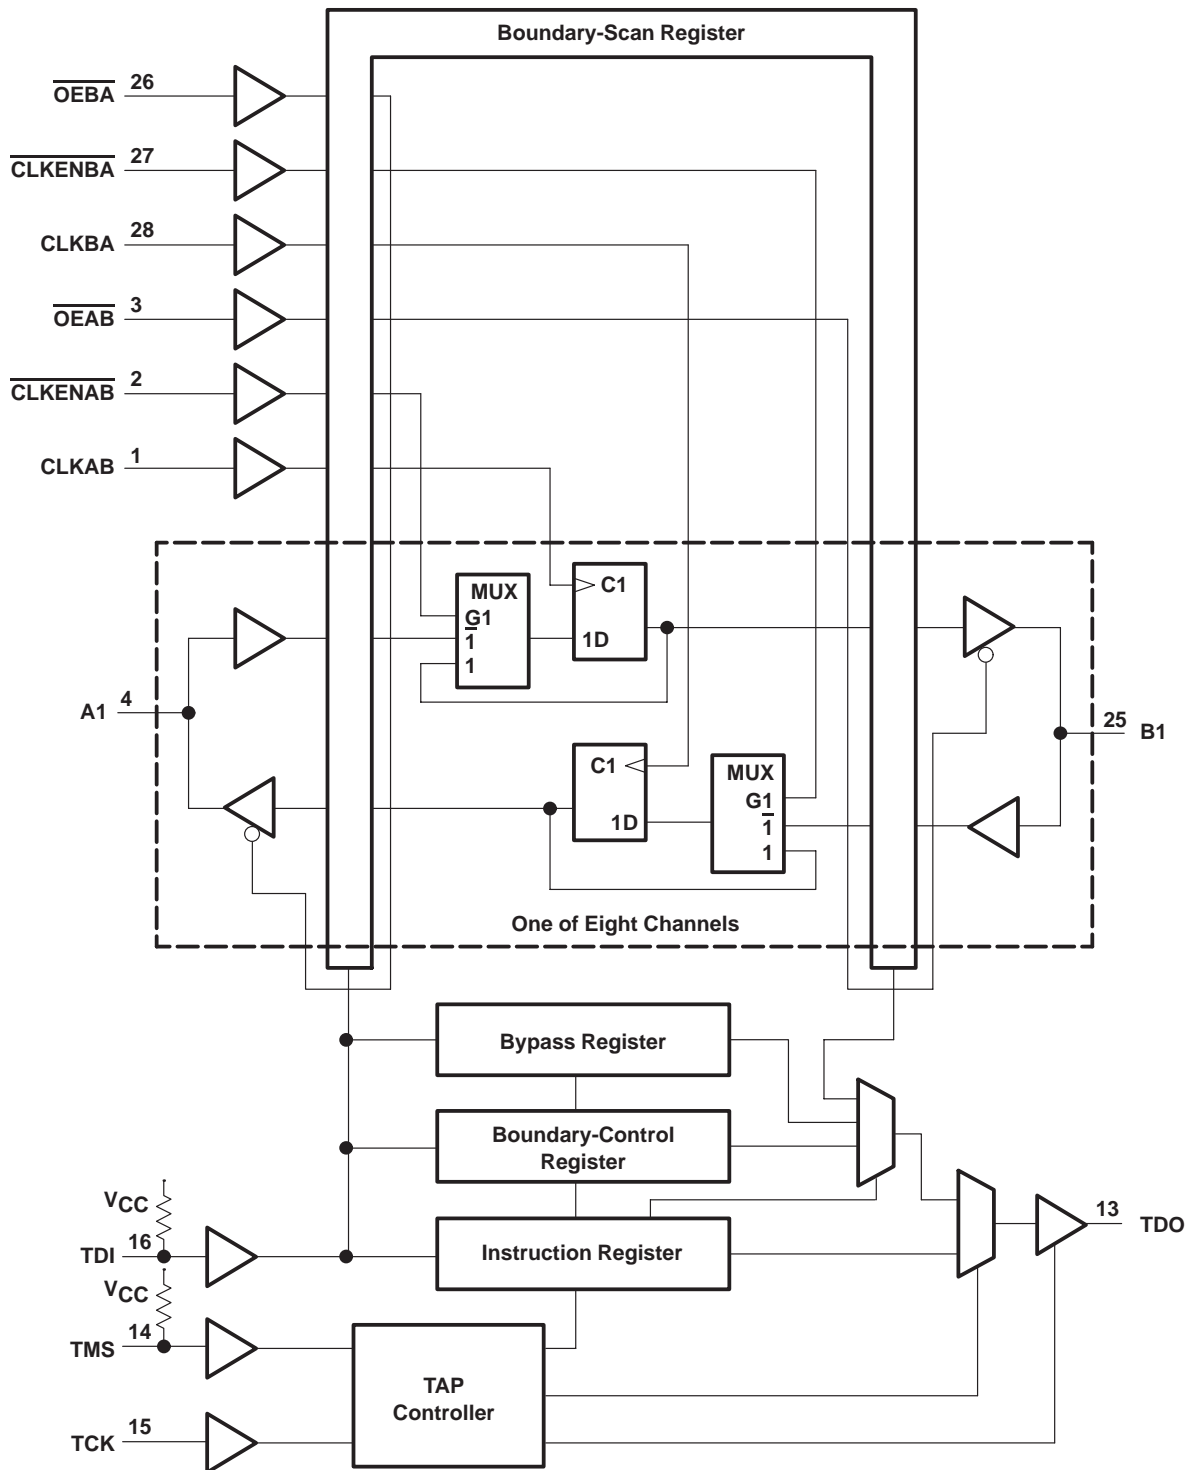 Boundary-Scan Register
OEBA 26
CLKENBA 27
CLKBA 28
OEAB 3
CLKENAB 2
CLKAB 1
MUX
G1
1
1
C1
1D
A1 4
25 B1
C1
1D
MUX
G1
1
1
One of Eight Channels
Bypass Register
Boundary-Control
Register
VCC
TDI 16
Instruction Register
13 TDO
VCC
TMS 14
TAP
Controller
TCK 15